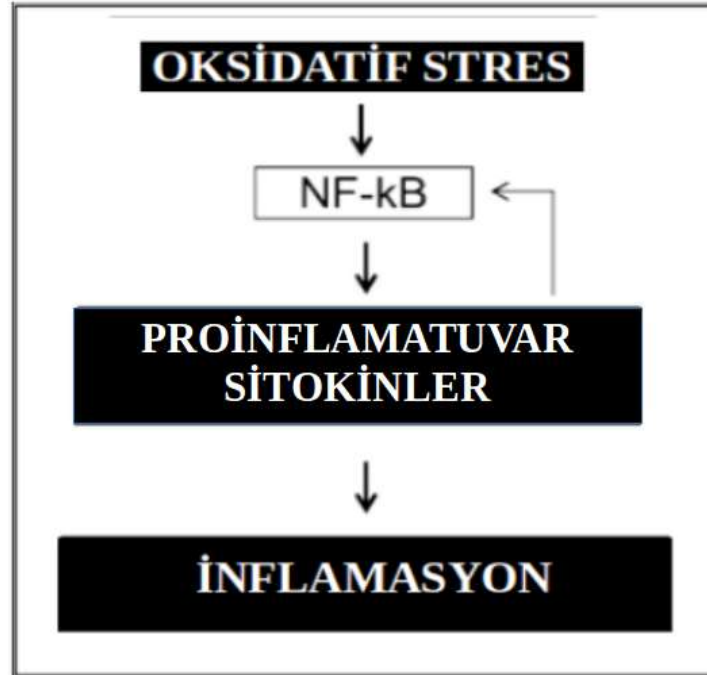 OKSİDATİF STRES
NF-kB
PROİNFLAMATUVAR
SİTOKİNLER
İNFLAMASYON